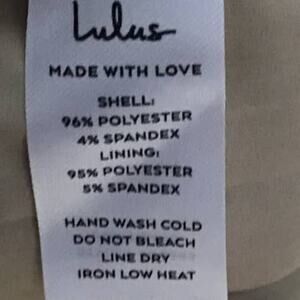 Lulus
MADE WITH LOVE
SHELL:
96% POLYESTER
4% SPANDEX
LINING:
95% POLYESTER
5% SPANDEX
HAND WASH COLD
DO NOT BLEACH
LINE DRY
IRON LOW HEAT